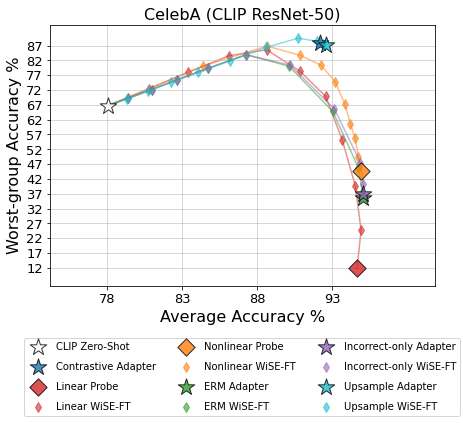 CelebA (CLIP ResNet-50)
Worst-group Accuracy %
87
82
77
72
67
62
57
52
47
42
37
32
27
22
17
12
78 83 88 93
Average Accuracy %
CLIP Zero-Shot Nonlinear Probe Incorrect-only Adapter
Contrastive Adapter Nonlinear WiSE-FT Incorrect-only WiSE-FT
Linear Probe ERM Adapter Upsample Adapter
Linear WiSE-FT ERM WiSE-FT Upsample WiSE-FT